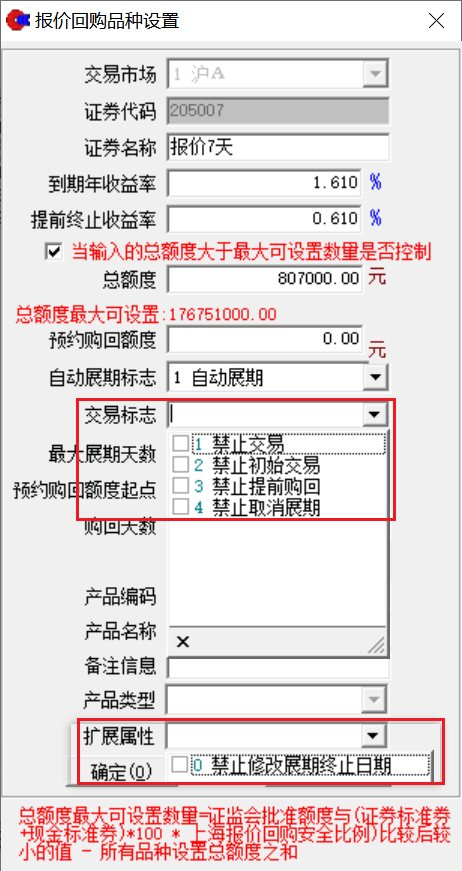 报价回购品种设置
交易市场 1 沪A
证券代码 205007
证券名称 报价7天
到期年收益率 1.610 %
提前终止收益率 0.610 %
当输入的总额度大于最大可设置数量是否控制
总额度 807000.00 元
总额度最大可设置:176751000.00
预约购回额度 0.00 元
自动展期标志 1 自动展期
交易标志
1 禁止交易
最大展期天数
2 禁止初始交易
3 禁止提前购回
预约购回额度起点
4 禁止取消展期
购回天数
产品编码
产品名称
备注信息
产品类型
扩展属性
0 禁止修改展期终止日期
确定(O)
总额度最大可设置数量=证监会批准额度与(证券标准券
+现金标准券)*100 * 上海报价回购安全比例)比较后较
小的值 - 所有品种设置总额度之和